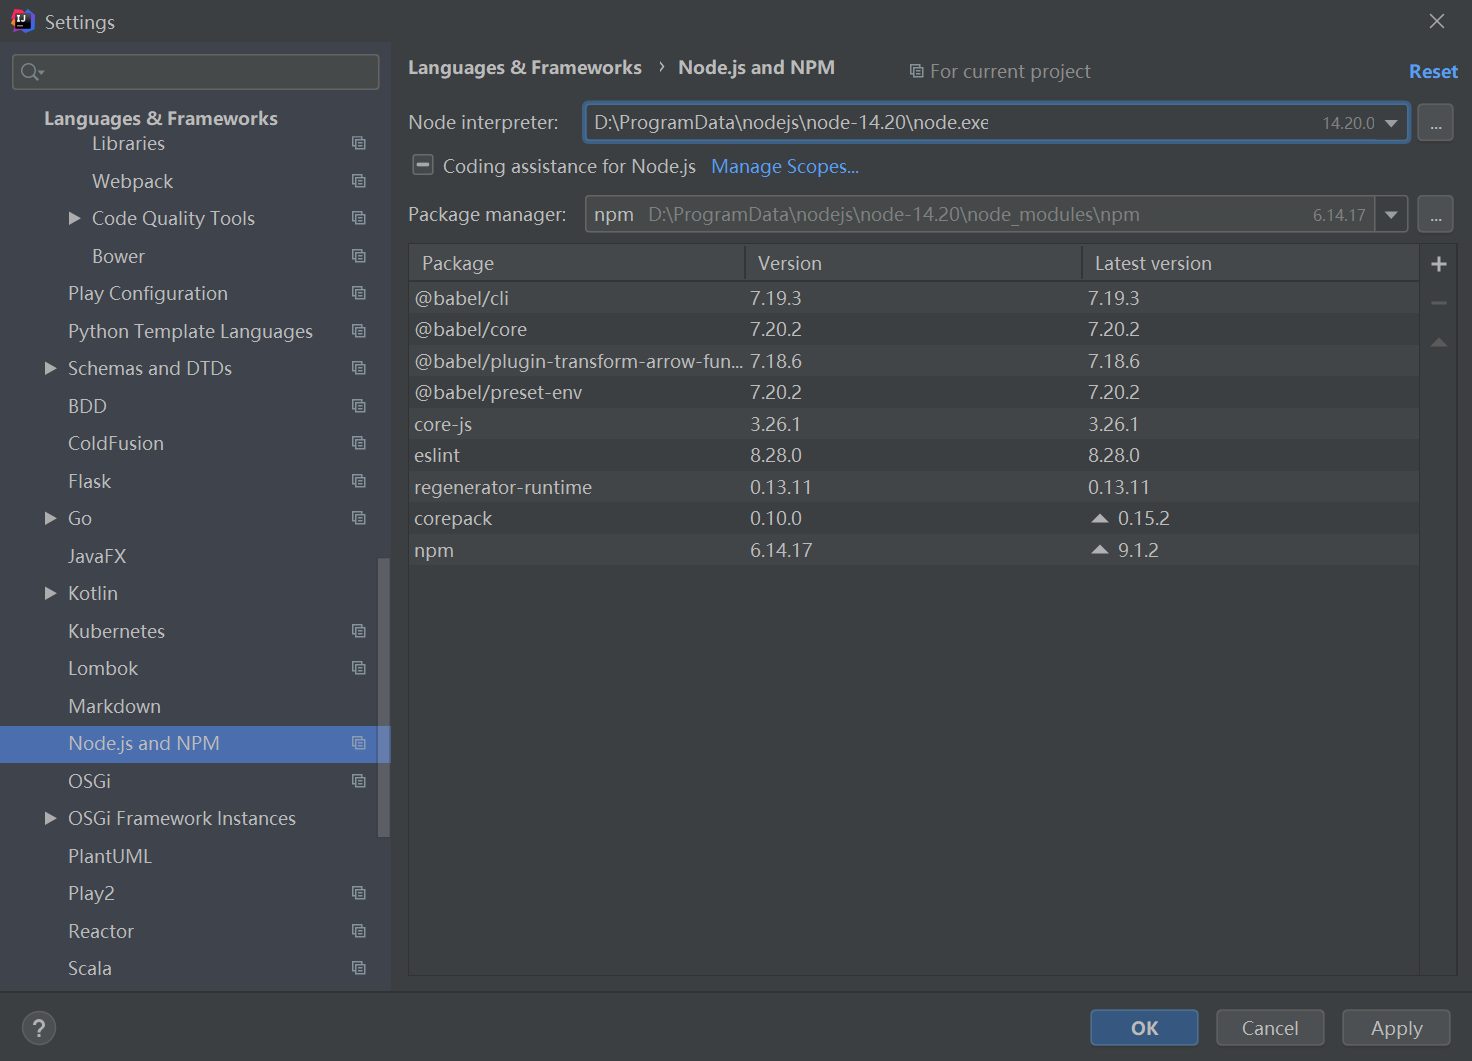 Settings
Languages & Frameworks › Node.js and NPM
For current project
Reset
Languages & Frameworks
Libraries
Webpack
Code Quality Tools
Bower
Play Configuration
Python Template Languages
Schemas and DTDs
BDD
ColdFusion
Flask
Go
JavaFX
Kotlin
Kubernetes
Lombok
Markdown
Node.js and NPM
OSGi
OSGi Framework Instances
PlantUML
Play2
Reactor
Scala
Node interpreter: D:\ProgramData\nodejs\node-14.20\node.exe 14.20.0 ...
Coding assistance for Node.js Manage Scopes...
Package manager: npm D:\ProgramData\nodejs\node-14.20\node_modules\npm 6.14.17 ...
Package Version Latest version
@babel/cli 7.19.3 7.19.3
@babel/core 7.20.2 7.20.2
@babel/plugin-transform-arrow-fun... 7.18.6 7.18.6
@babel/preset-env 7.20.2 7.20.2
core-js 3.26.1 3.26.1
eslint 8.28.0 8.28.0
regenerator-runtime 0.13.11 0.13.11
corepack 0.10.0 0.15.2
npm 6.14.17 9.1.2
? OK Cancel Apply